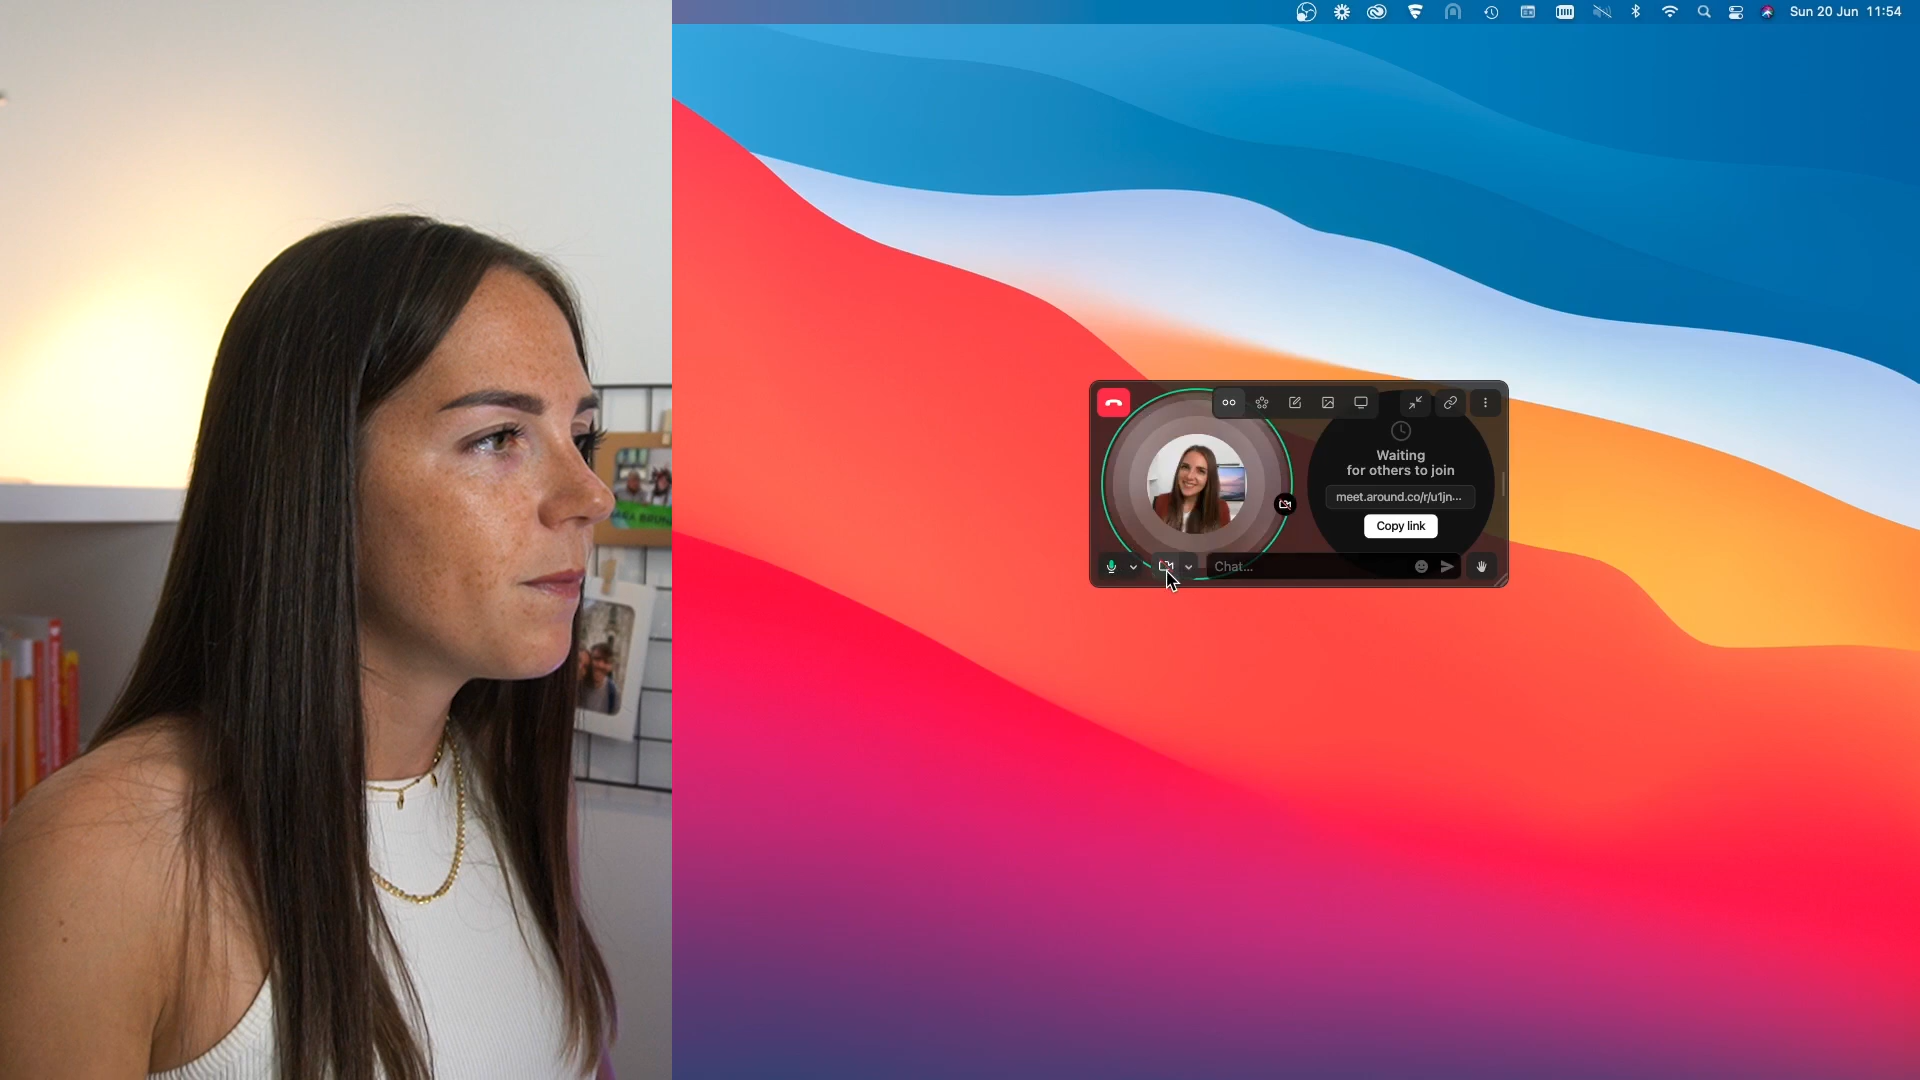 Sun 20 Jun 11:54
Waiting
for others to join
meet.around.co/r/u1jn...
Copy link
Chat...